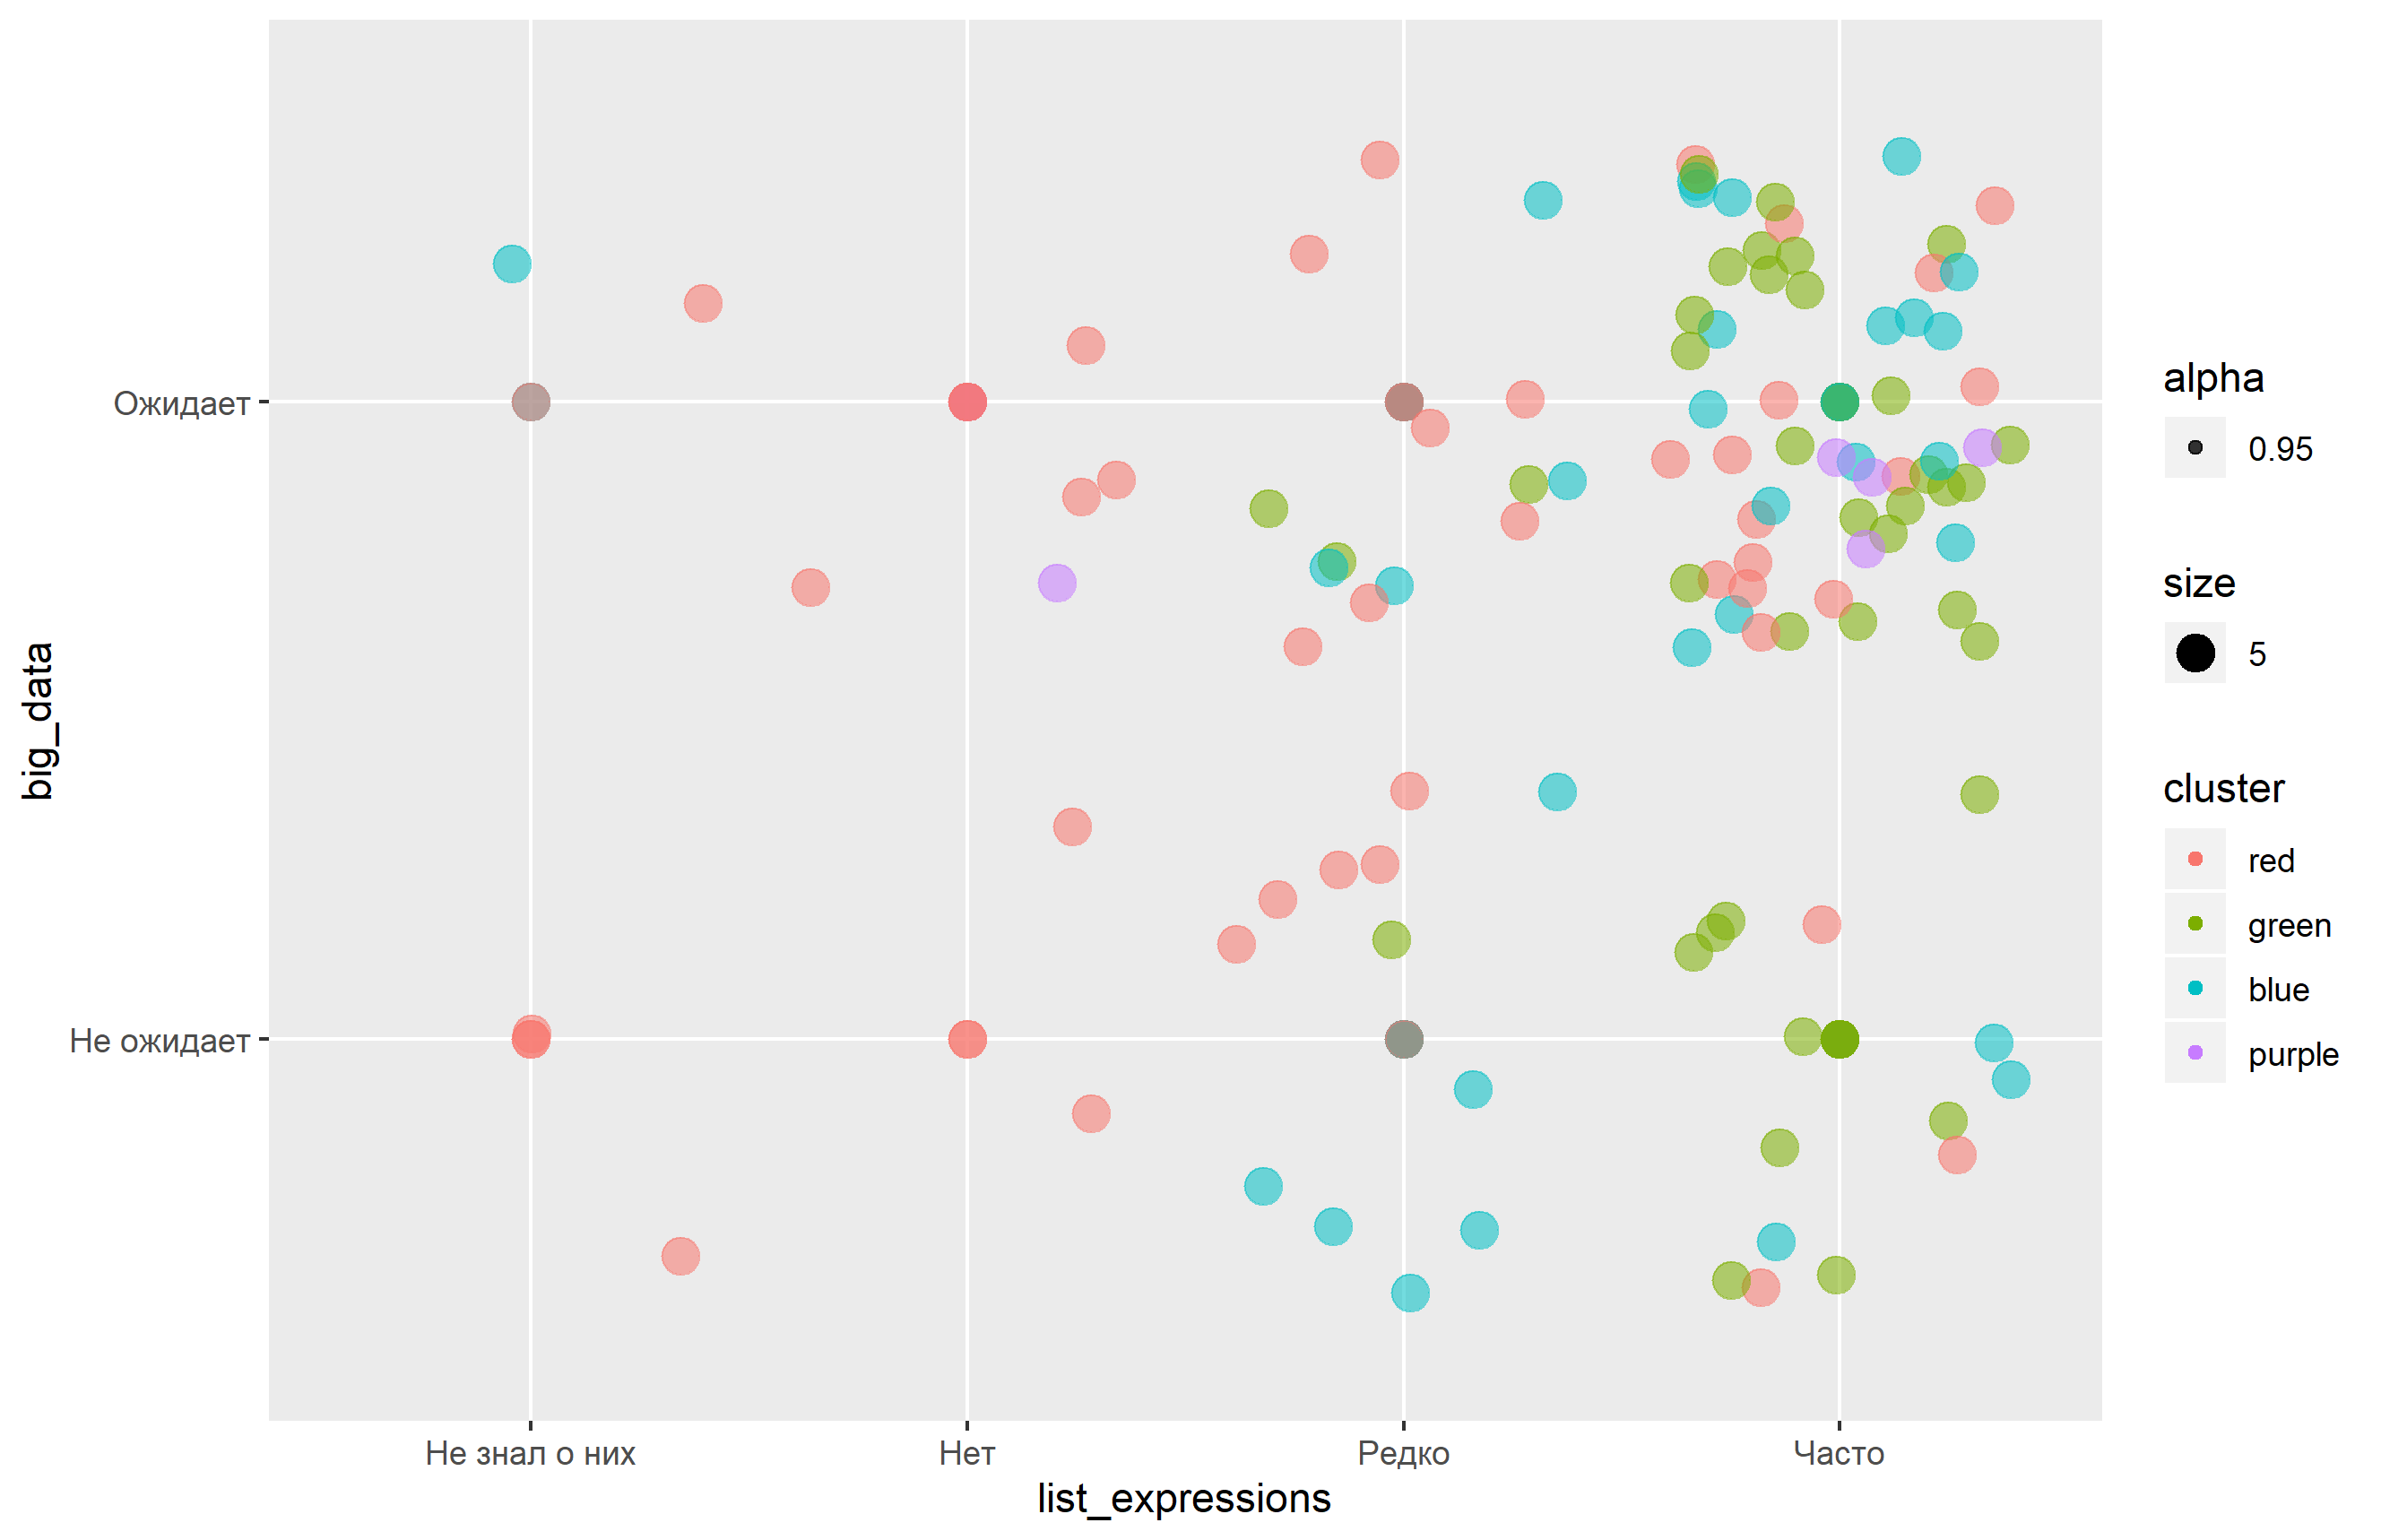 big_data
Ожидает
Не ожидает
Не знал о них
Нет
Редко
Часто
list_expressions
alpha
0.95
size
5
cluster
red
green
blue
purple